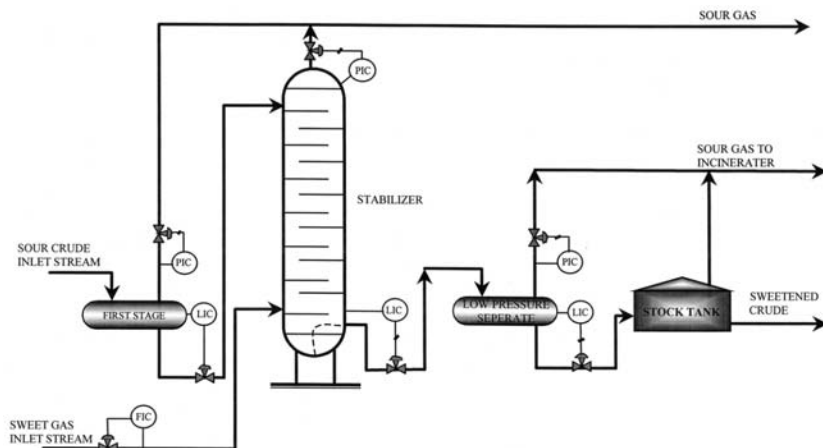 SOUR GAS
PIC
SOUR GAS TO
INCINERATER
STABILIZER
SOUR CRUDE
INLET STREAM
PIC
PIC
FIRST STAGE
LIC
LIC
LOW PRESSURE
SEPERATE
LIC
STOCK TANK
SWEETENED
CRUDE
SWEET GAS
INLET STREAM
FIC